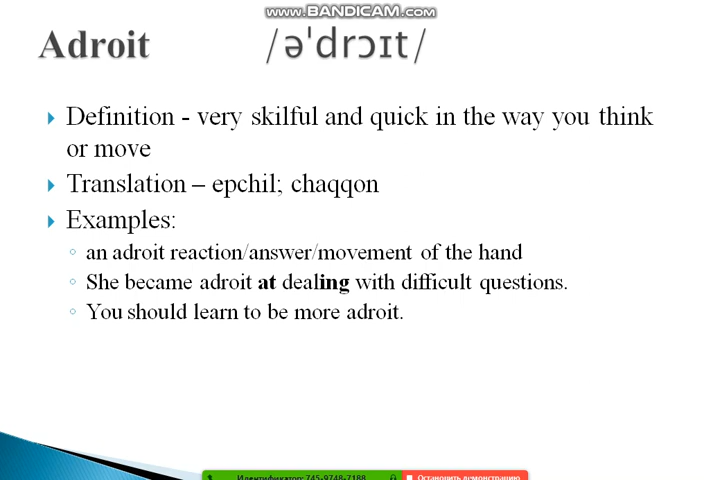 www.BANDICAM.com
Adroit /əˈdrɔɪt/
Definition - very skilful and quick in the way you think
or move
Translation – epchil; chaqqon
Examples:
an adroit reaction/answer/movement of the hand
She became adroit at dealing with difficult questions.
You should learn to be more adroit.
Идентификатор: 745-9748-7188 Остановить демонстрацию